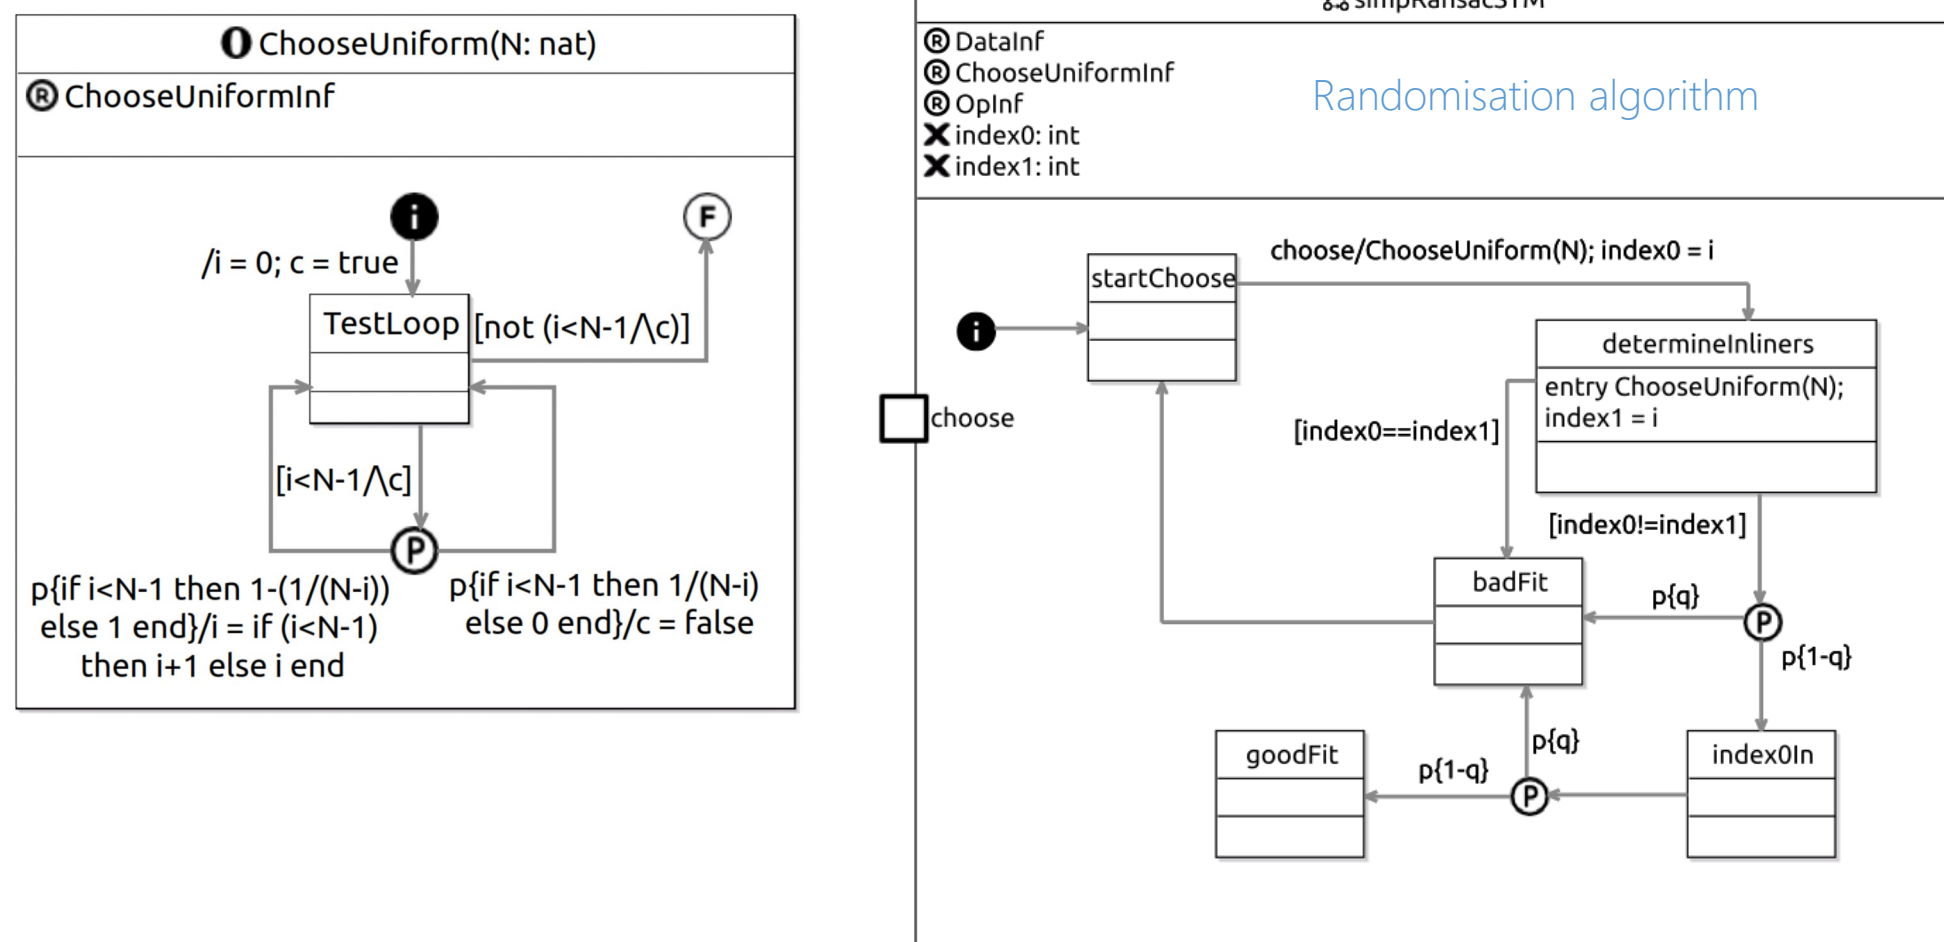 O ChooseUniform(N: nat)
R ChooseUniformInf
i
F
/i = 0; c = true
TestLoop
[not (i<N-1/\c)]
[i<N-1/\c]
P
p{if i<N-1 then 1-(1/(N-i))
else 1 end}/i = if (i<N-1)
then i+1 else i end
p{if i<N-1 then 1/(N-i)
else 0 end}/c = false
simpRansacSTM
R DataInf
R ChooseUniformInf
R OpInf
X index0: int
X index1: int
Randomisation algorithm
choose/ChooseUniform(N); index0 = i
startChoose
i
determineInliners
entry ChooseUniform(N);
index1 = i
choose
[index0==index1]
[index0!=index1]
badFit
p{q}
P
p{1-q}
goodFit
p{1-q}
p{q}
P
index0In